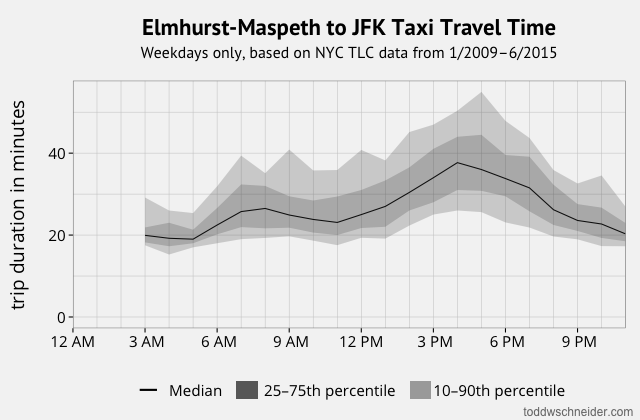 Elmhurst-Maspeth to JFK Taxi Travel Time
Weekdays only, based on NYC TLC data from 1/2009–6/2015
trip duration in minutes
40
20
0
12 AM 3 AM 6 AM 9 AM 12 PM 3 PM 6 PM 9 PM
Median 25–75th percentile 10–90th percentile
toddwschneider.com